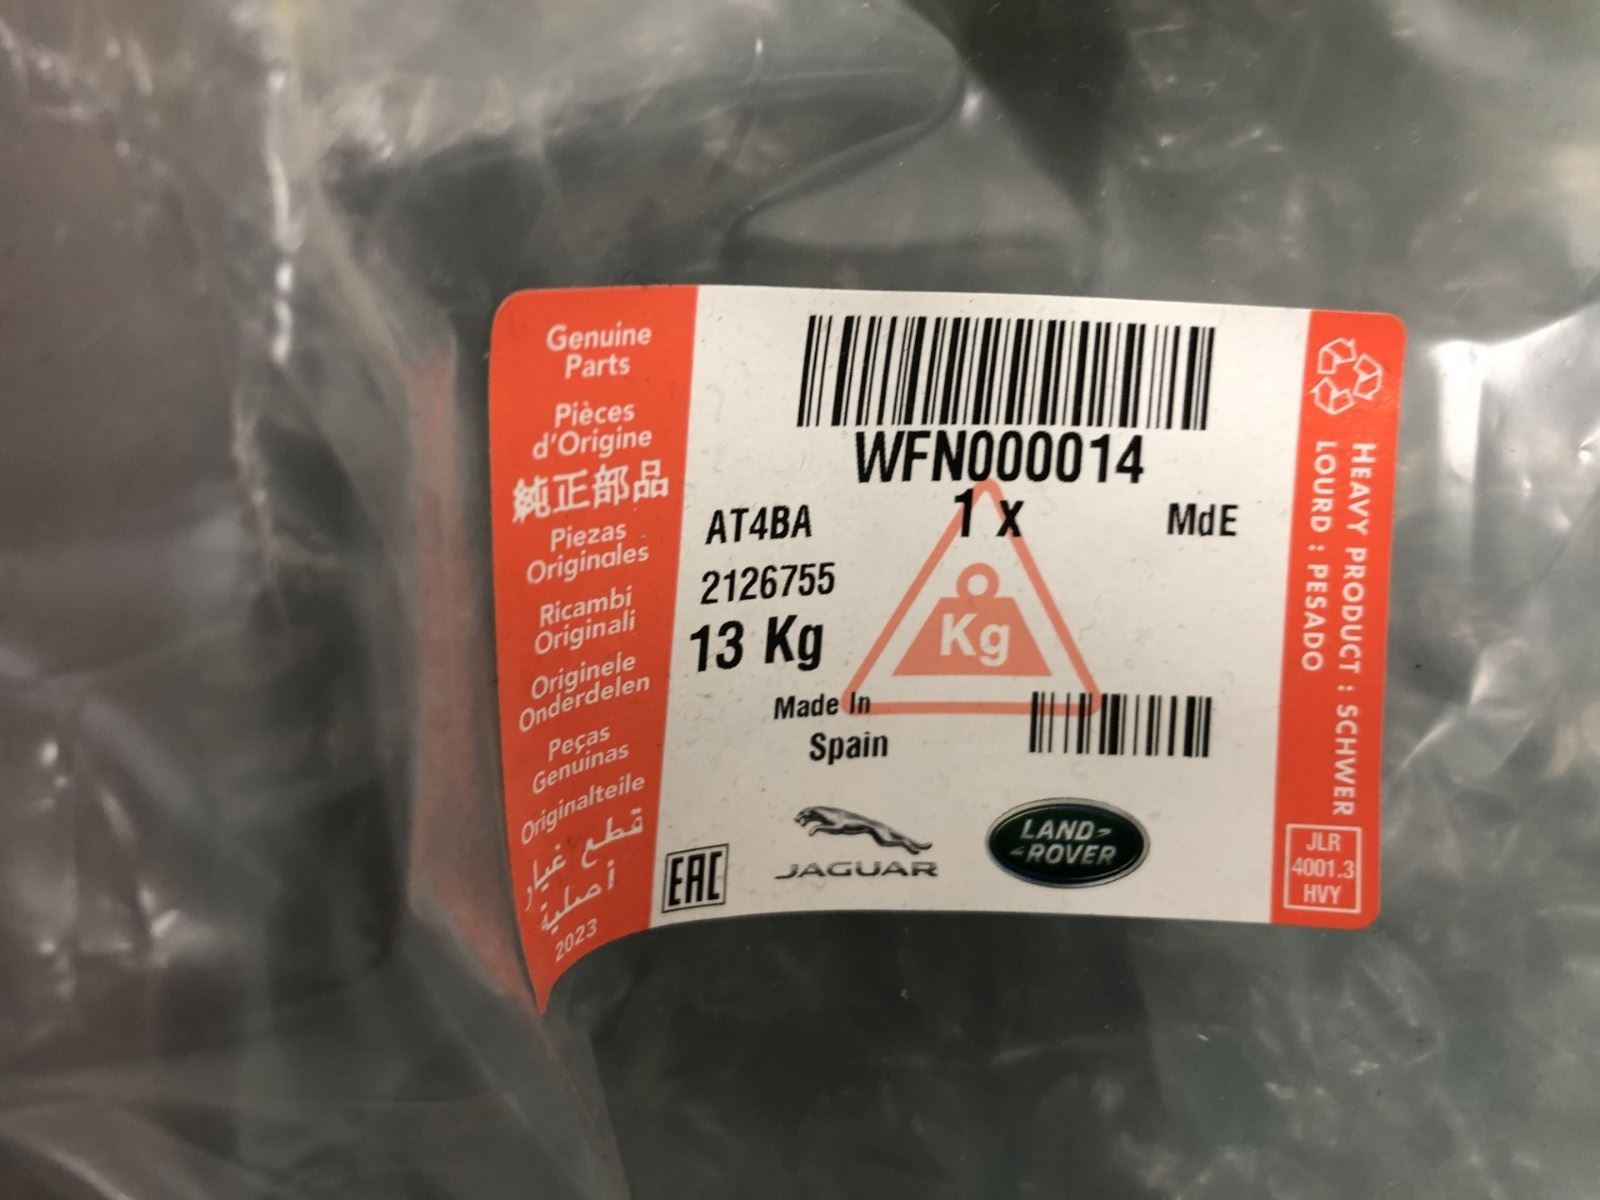 Genuine
Parts
Pièces
d'Origine
純正部品
Piezas
Originales
Ricambi
Originali
Originele
Onderdelen
Peças
Genuinas
Originalteile
قطع غيار
أصلية
2023
WFN000014
1 x
AT4BA
MdE
2126755
13 Kg
Kg
Made In
Spain
EAC
JAGUAR
LAND-
-ROVER
HEAVY PRODUCT : SCHWER
LOURD : PESADO
JLR
4001.3
HVY